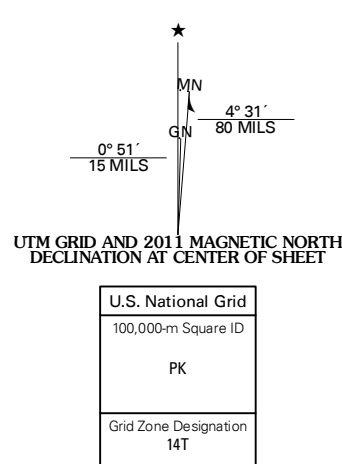 ★
MN
4° 31´
80 MILS
GN
0° 51´
15 MILS
UTM GRID AND 2011 MAGNETIC NORTH
DECLINATION AT CENTER OF SHEET
U.S. National Grid
100,000-m Square ID
PK
Grid Zone Designation
14T